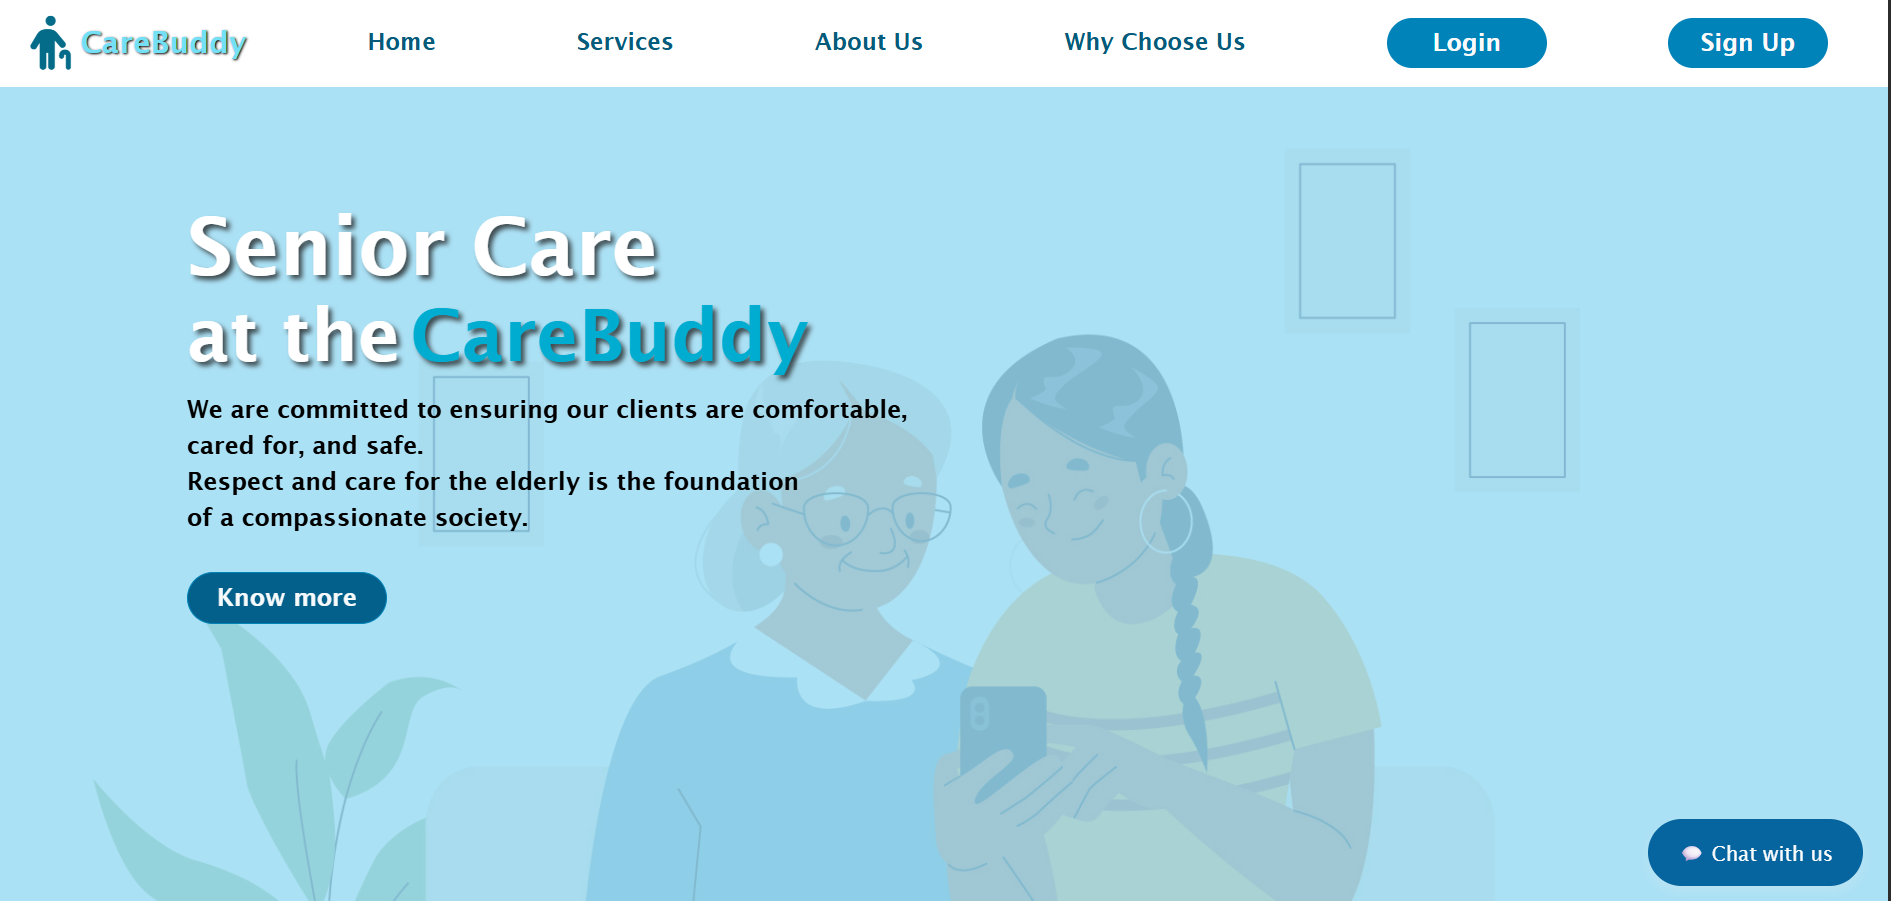 CareBuddy
Home
Services
About Us
Why Choose Us
Login
Sign Up
Senior Care
at the CareBuddy
We are committed to ensuring our clients are comfortable,
cared for, and safe.
Respect and care for the elderly is the foundation
of a compassionate society.
Know more
Chat with us